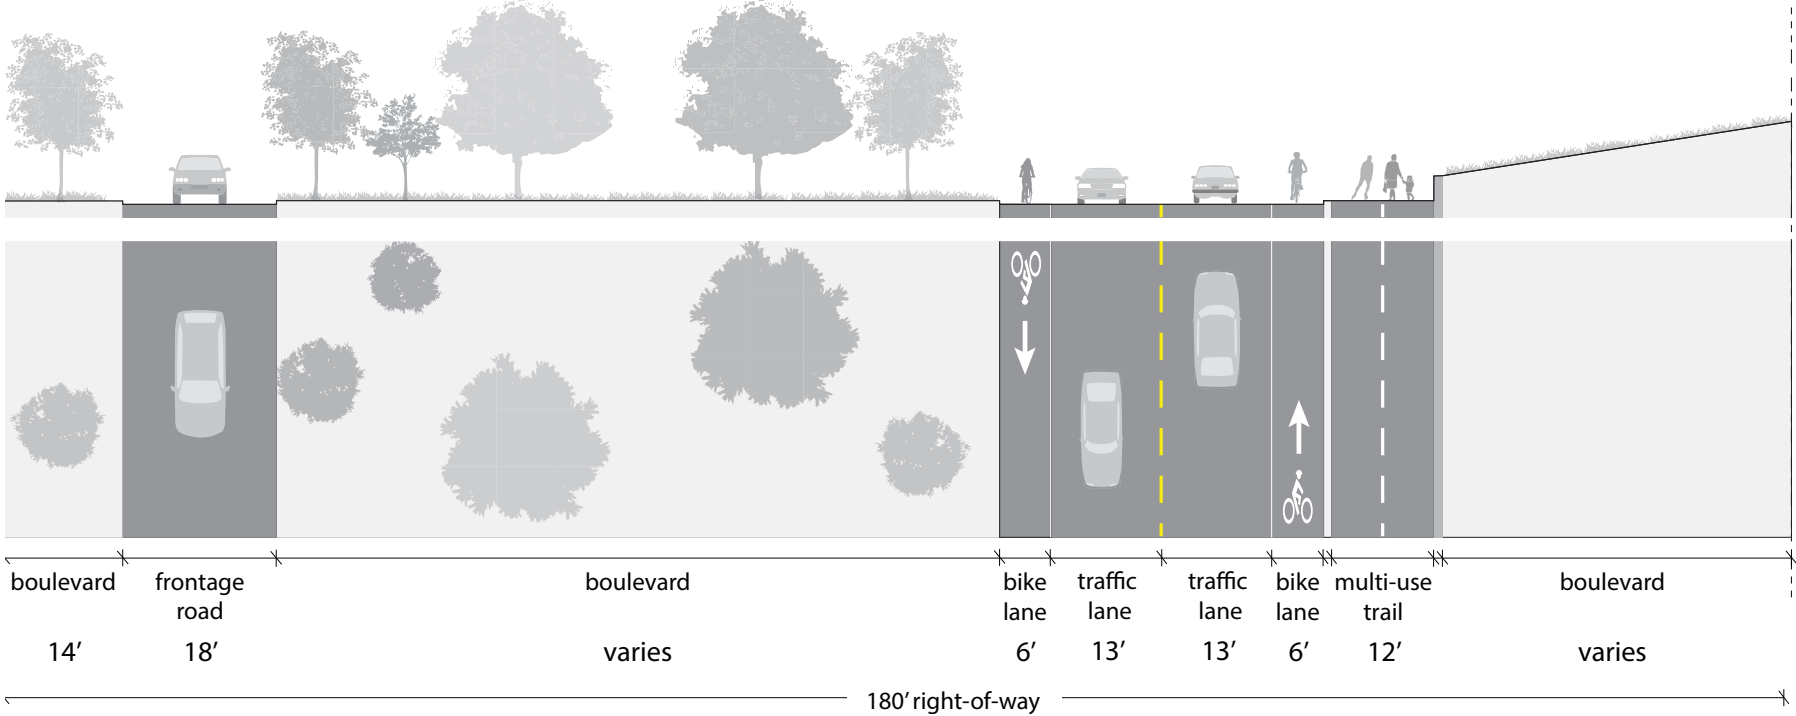 boulevard
frontage
road
boulevard
bike
lane
traffic
lane
traffic
lane
bike
lane
multi-use
trail
boulevard
14’
18’
varies
6’
13’
13’
6’
12’
varies
180’ right-of-way